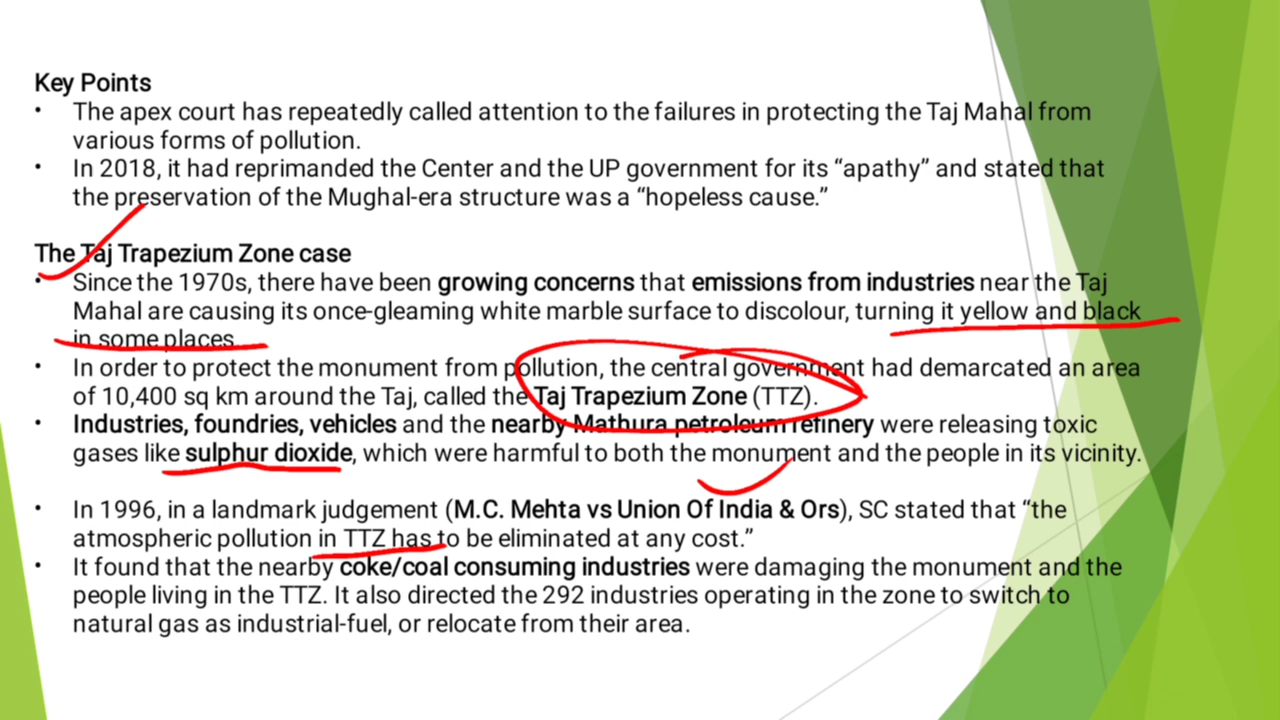 Key Points
• The apex court has repeatedly called attention to the failures in protecting the Taj Mahal from
various forms of pollution.
• In 2018, it had reprimanded the Center and the UP government for its “apathy” and stated that
the preservation of the Mughal-era structure was a “hopeless cause.”
The Taj Trapezium Zone case
• Since the 1970s, there have been growing concerns that emissions from industries near the Taj
Mahal are causing its once-gleaming white marble surface to discolour, turning it yellow and black
in some places.
• In order to protect the monument from pollution, the central government had demarcated an area
of 10,400 sq km around the Taj, called the Taj Trapezium Zone (TTZ).
• Industries, foundries, vehicles and the nearby Mathura petroleum refinery were releasing toxic
gases like sulphur dioxide, which were harmful to both the monument and the people in its vicinity.
• In 1996, in a landmark judgement (M.C. Mehta vs Union Of India & Ors), SC stated that “the
atmospheric pollution in TTZ has to be eliminated at any cost.”
• It found that the nearby coke/coal consuming industries were damaging the monument and the
people living in the TTZ. It also directed the 292 industries operating in the zone to switch to
natural gas as industrial-fuel, or relocate from their area.